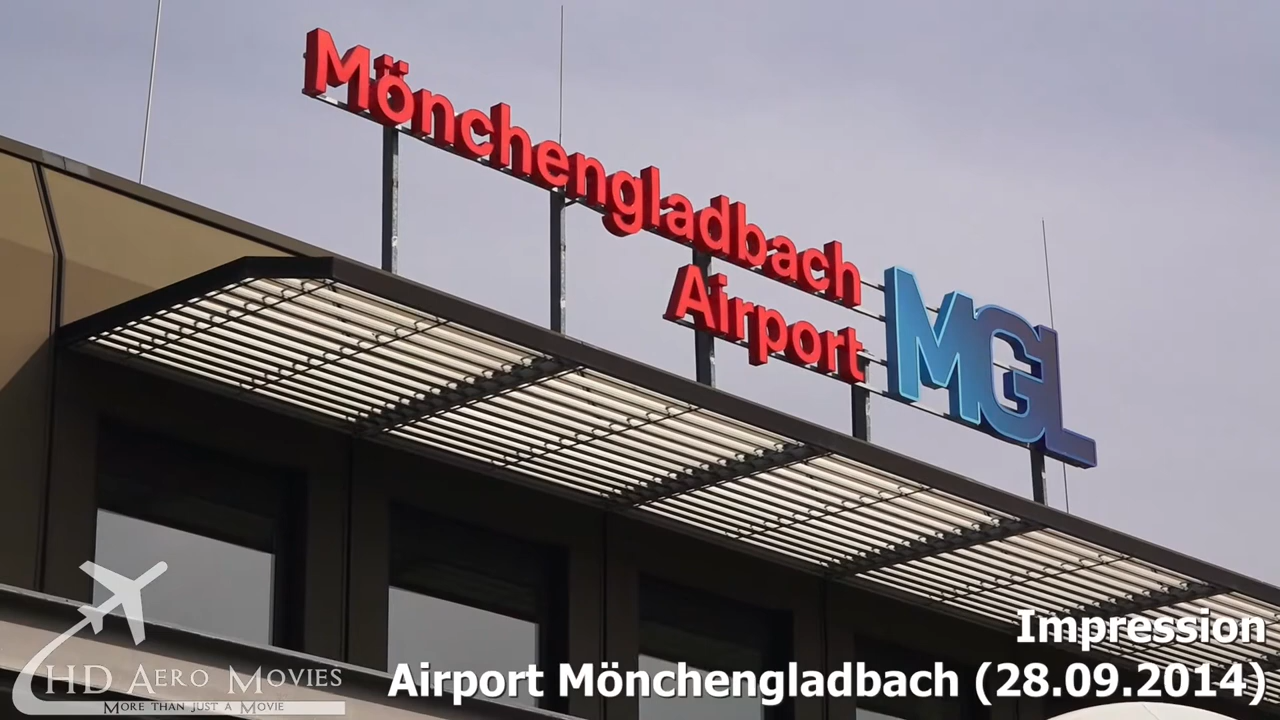 Mönchengladbach
Airport
MGL
Impression
Airport Mönchengladbach (28.09.2014)
HD AERO MOVIES
MORE THAN JUST A MOVIE